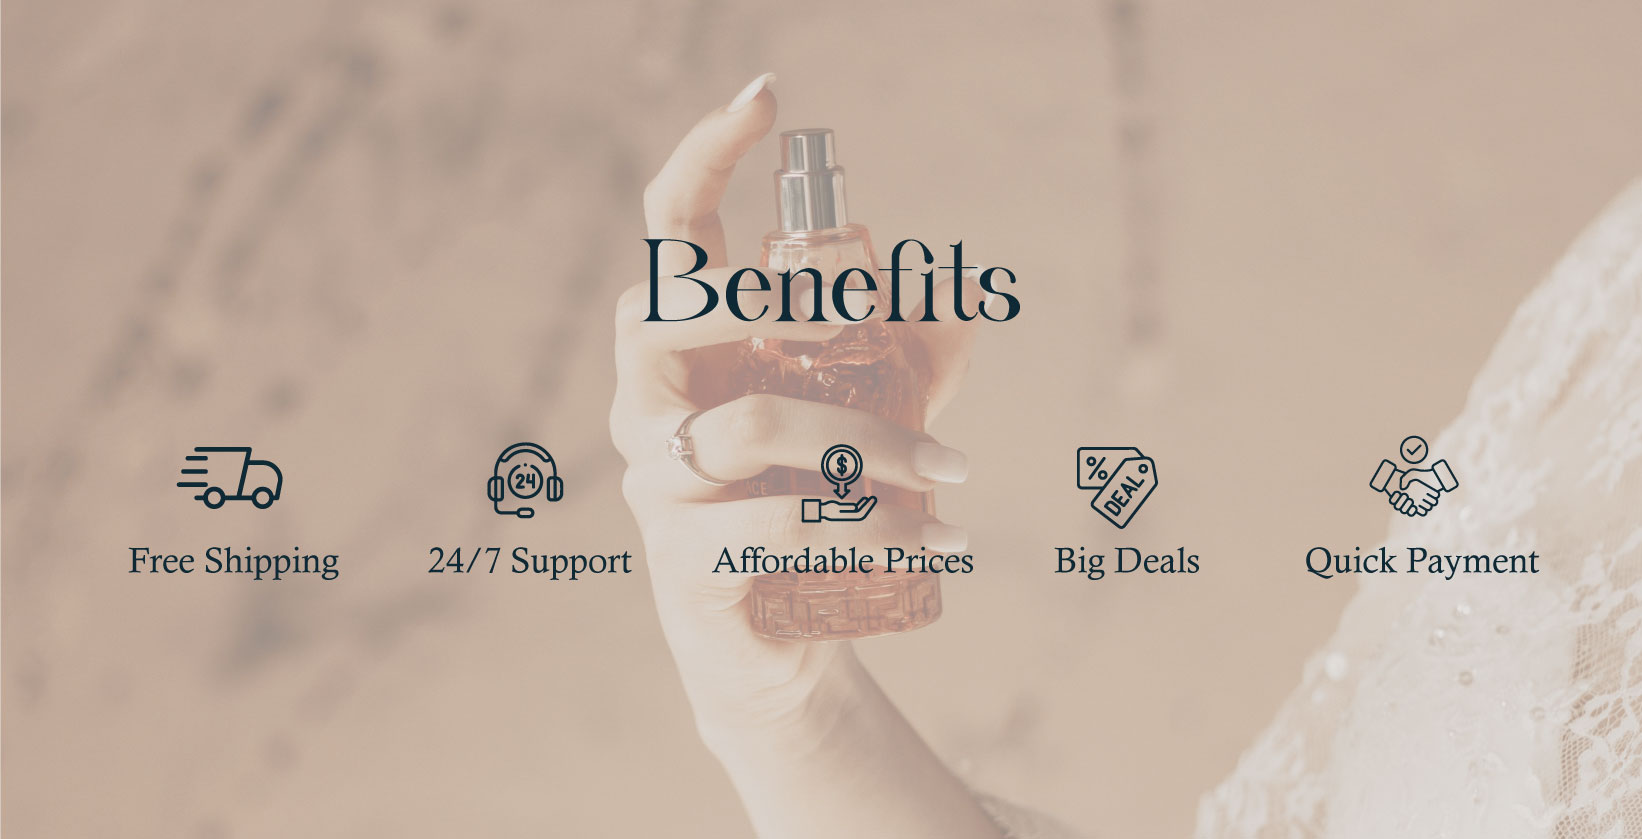 Benefits
24
$
%
DEAL
Free Shipping
24/7 Support
Affordable Prices
Big Deals
Quick Payment